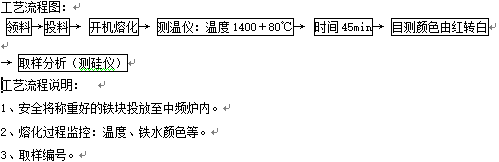 工艺流程图:
领料→投料→ 开机熔化→ 测温仪:温度1400+80℃→ 时间45min→ 目测颜色由红转白
→ 取样分析(测硅仪)
工艺流程说明:
1、安全将称重好的铁块投放至中频炉内。
2、熔化过程监控:温度、铁水颜色等。
3、取样编号。